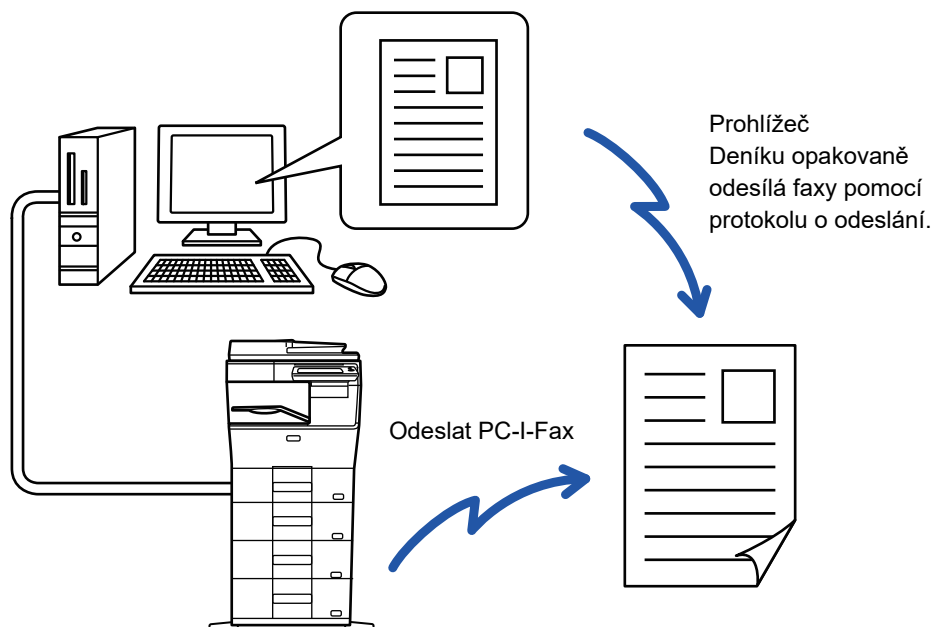 Prohlížeč
Deníku opakovaně
odesílá faxy pomocí
protokolu o odeslání.
Odeslat PC-I-Fax